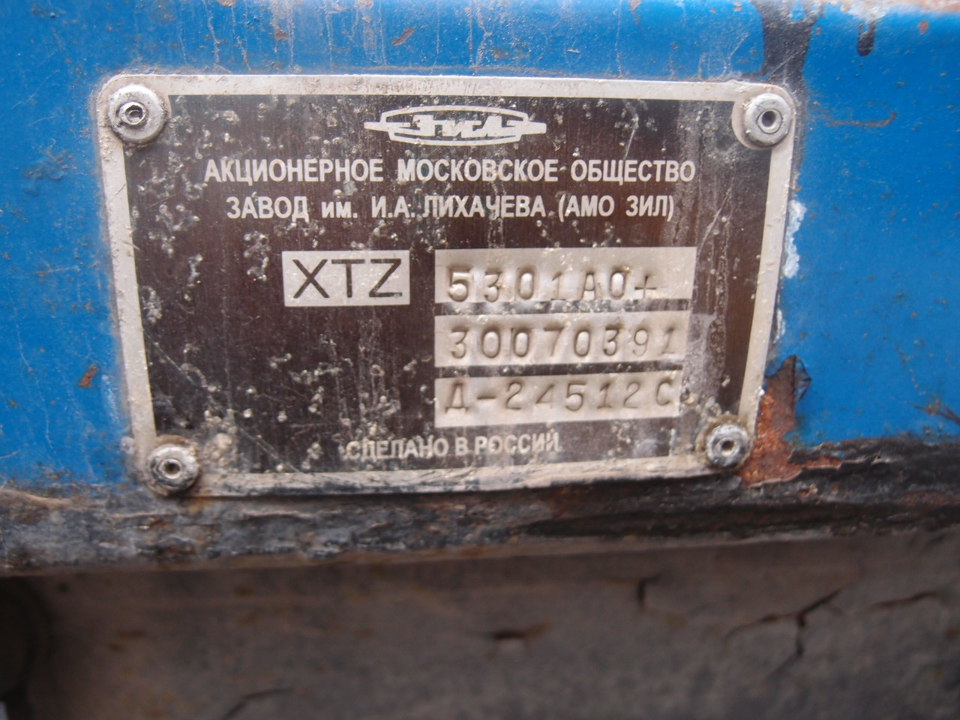 ЗИЛ
АКЦИОНЕРНОЕ МОСКОВСКОЕ ОБЩЕСТВО
ЗАВОД им. И.А. ЛИХАЧЕВА (АМО ЗИЛ)
XTZ 5301АО+
30070391
Д-24512С
СДЕЛАНО В РОССИИ